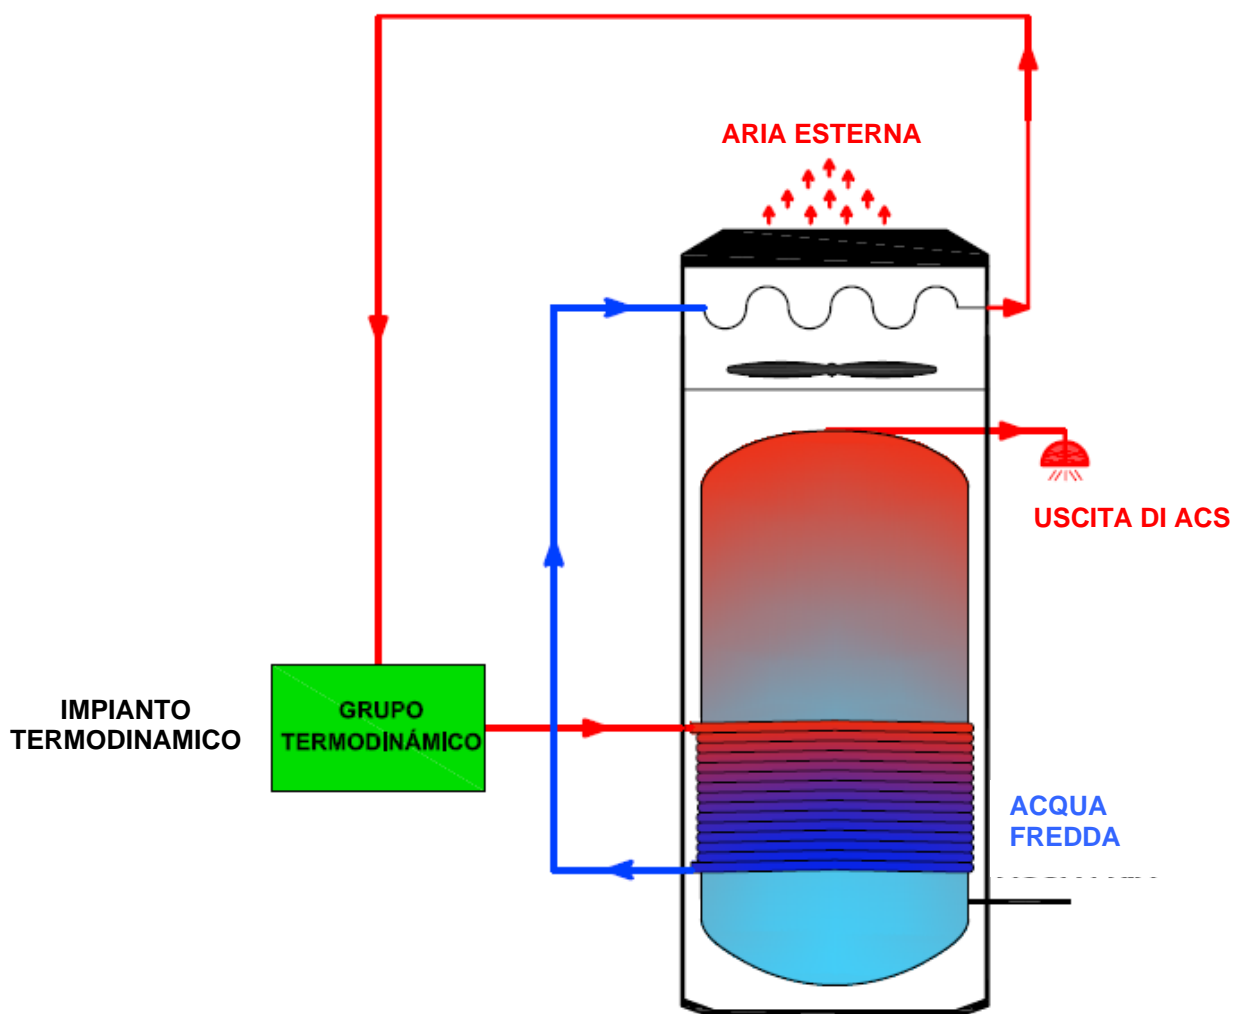 ARIA ESTERNA
USCITA DI ACS
IMPIANTO
TERMODINAMICO
GRUPO
TERMODINÁMICO
ACQUA
FREDDA